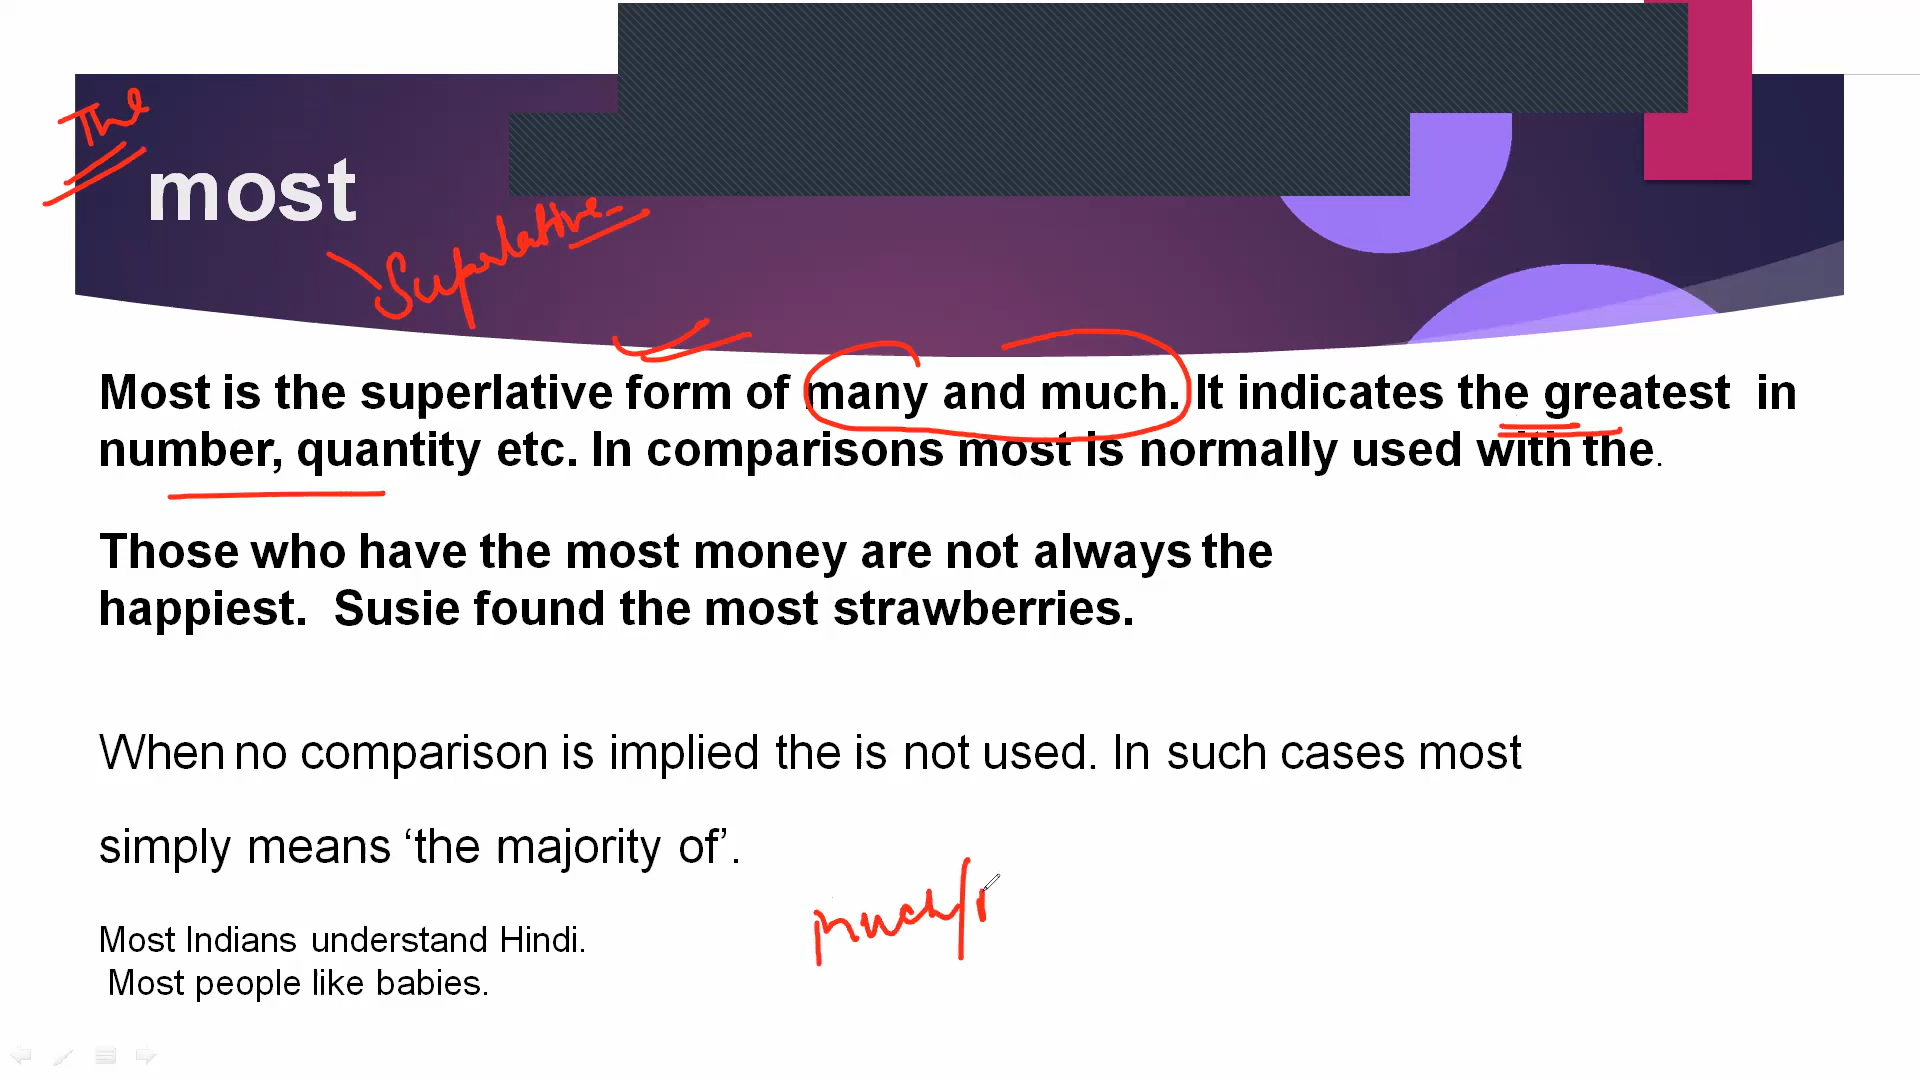 The
most
Superlative
Most is the superlative form of many and much. It indicates the greatest in
number, quantity etc. In comparisons most is normally used with the.
Those who have the most money are not always the
happiest. Susie found the most strawberries.
When no comparison is implied the is not used. In such cases most
simply means ‘the majority of’.
much/
Most Indians understand Hindi.
Most people like babies.